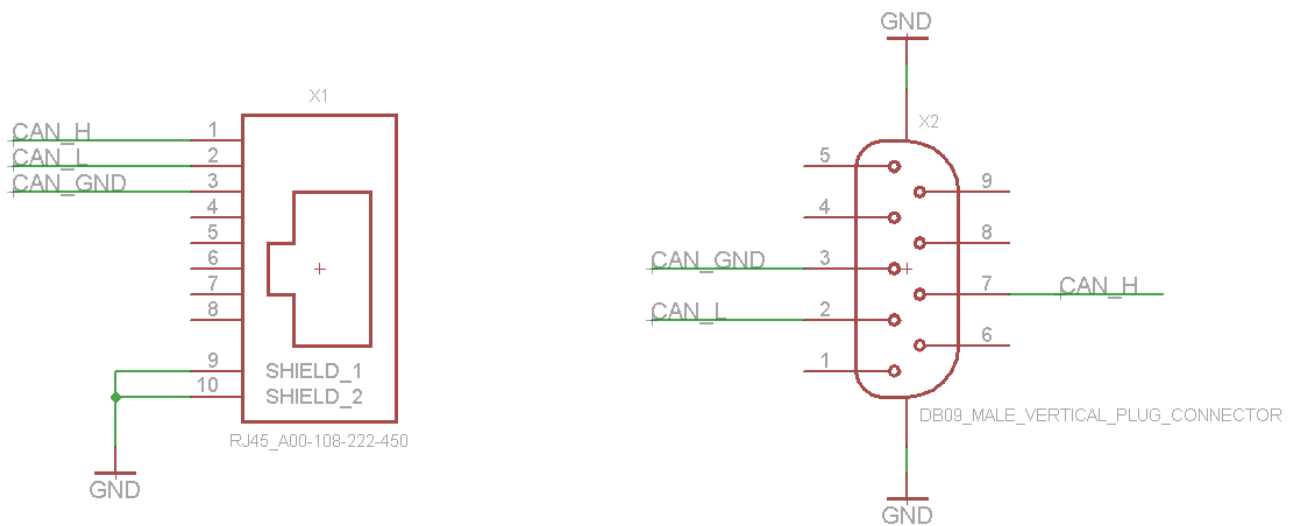 X1
CAN_H 1
CAN_L 2
CAN_GND 3
4
5
6
7
8
9 SHIELD_1
10 SHIELD_2
RJ45_A00-108-222-450
GND
GND
X2
5
9
4
8
CAN_GND 3
7 CAN_H
CAN_L 2
6
1
DB09_MALE_VERTICAL_PLUG_CONNECTOR
GND